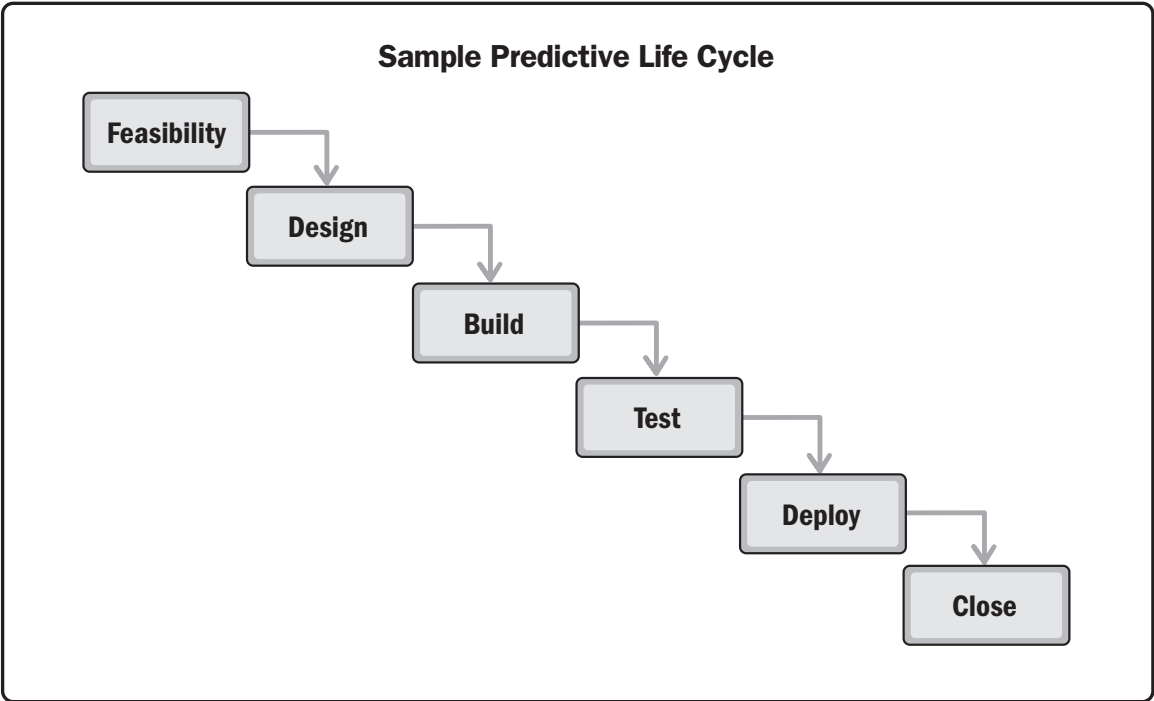 Sample Predictive Life Cycle
Feasibility
Design
Build
Test
Deploy
Close